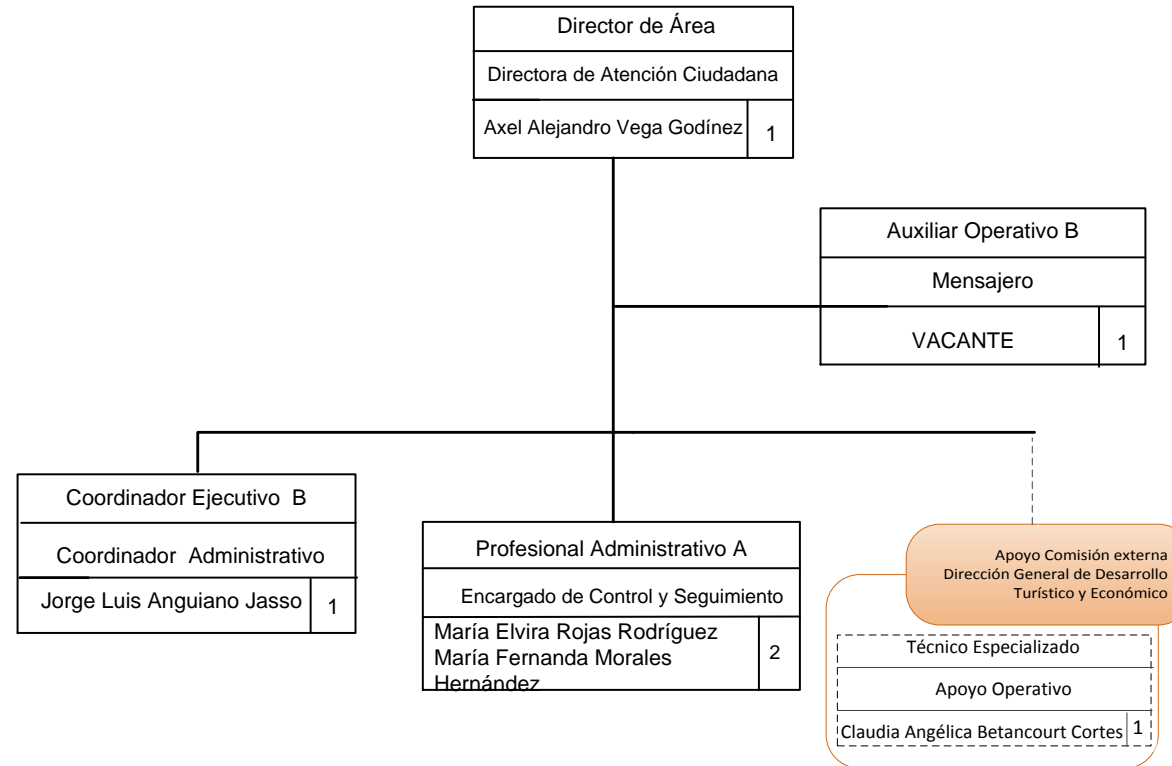 Director de Área
Directora de Atención Ciudadana
Axel Alejandro Vega Godínez 1
Auxiliar Operativo B
Mensajero
VACANTE 1
Coordinador Ejecutivo B
Coordinador Administrativo
Jorge Luis Anguiano Jasso 1
Profesional Administrativo A
Encargado de Control y Seguimiento
María Elvira Rojas Rodríguez 2
María Fernanda Morales
Hernández
Apoyo Comisión externa
Dirección General de Desarrollo
Turístico y Económico
Técnico Especializado
Apoyo Operativo
Claudia Angélica Betancourt Cortes 1